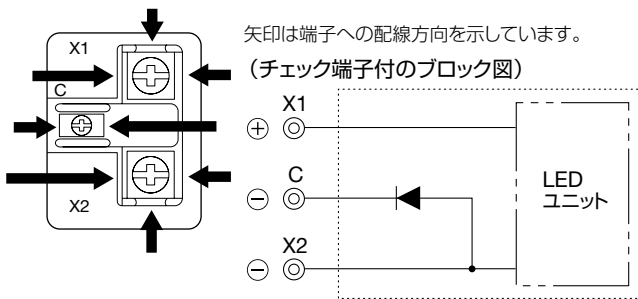 矢印は端子への配線方向を示しています。
(チェック端子付のブロック図)
X1
C
X2
⊕ X1
⊖ C
⊖ X2
LED
ユニット